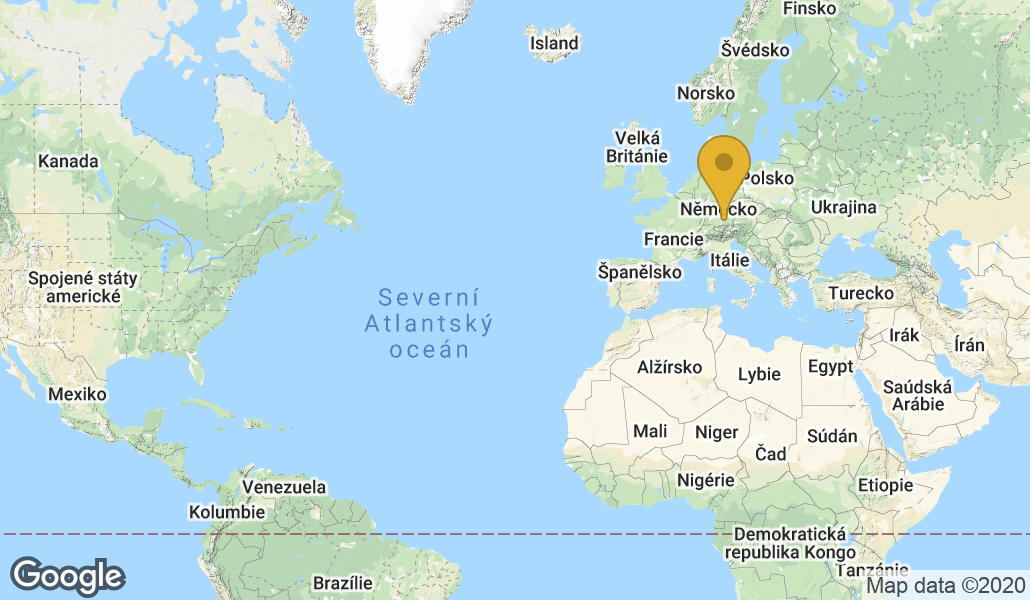 Finsko
Island
Švédsko
Norsko
Velká
Británie
Kanada
Polsko
Německo
Ukrajina
Francie
Itálie
Španělsko
Spojené státy
americké
Turecko
Severní
Atlantský
oceán
Irák
Írán
Alžírsko
Lybie
Egypt
Saúdská
Arábie
Mexiko
Mali
Niger
Čad
Súdán
Nigérie
Etiopie
Venezuela
Kolumbie
Demokratická
republika Kongo
Tanzánie
Brazílie
Google
Map data ©2020